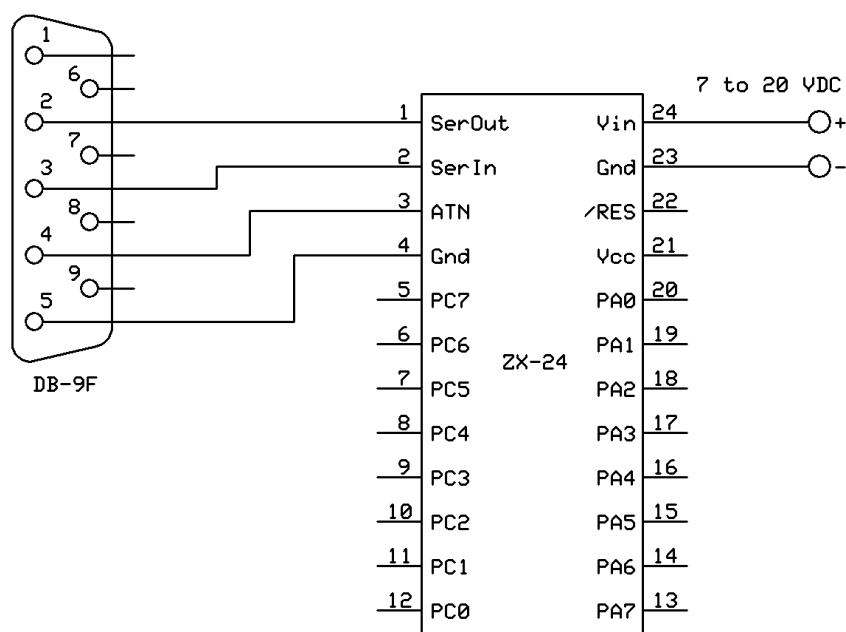 1
6
2
7
3
8
4
9
5
DB-9F
7 to 20 VDC
+
-
1 SerOut Vin 24
2 SerIn Gnd 23
3 ATN /RES 22
4 Gnd Vcc 21
5 PC7 PA0 20
6 PC6 PA1 19
ZX-24
7 PC5 PA2 18
8 PC4 PA3 17
9 PC3 PA4 16
10 PC2 PA5 15
11 PC1 PA6 14
12 PC0 PA7 13